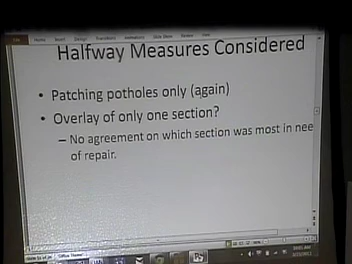 Halfway Measures Considered
• Patching potholes only (again)
• Overlay of only one section?
– No agreement on which section was most in nee
of repair.